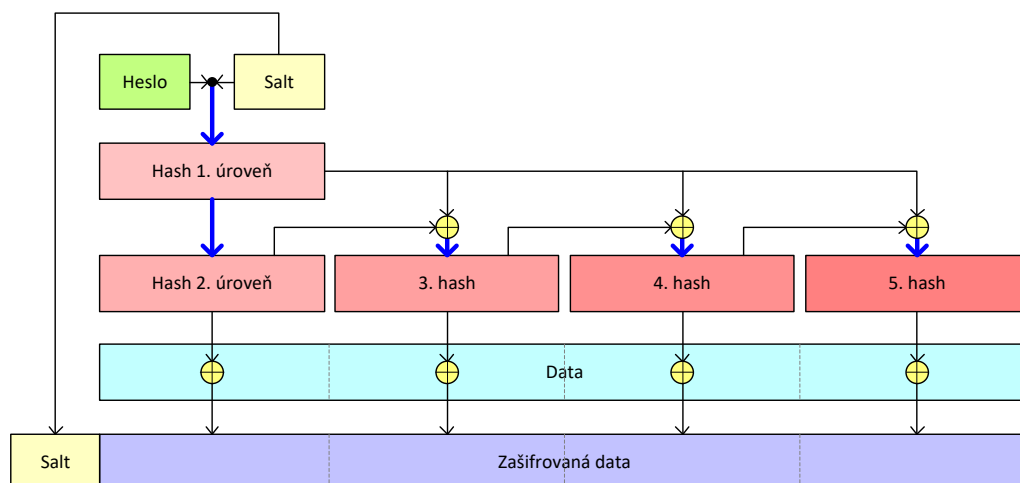 Heslo
Salt
Hash 1. úroveň
Hash 2. úroveň
3. hash
4. hash
5. hash
Data
Salt
Zašifrovaná data